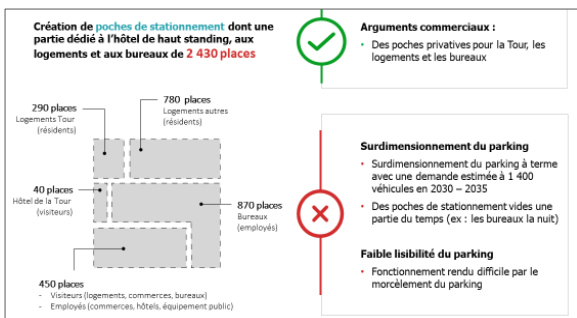 Création de poches de stationnement dont une
partie dédié à l'hôtel de haut standing, aux
logements et aux bureaux de 2 430 places
780 places
Logements autres
(résidents)
290 places
Logements Tour
(résidents)
40 places
Hôtel de la Tour
(visiteurs)
870 places
Bureaux
(employés)
450 places
- Visiteurs (logements, commerces, bureaux)
- Employés (commerces, hôtels, équipement public)
Arguments commerciaux :
• Des poches privatives pour la Tour, les
logements et les bureaux
Surdimensionnement du parking
• Surdimensionnement du parking à terme
avec une demande estimée à 1 400
véhicules en 2030 – 2035
• Des poches de stationnement vides une
partie du temps (ex : les bureaux la nuit)
Faible lisibilité du parking
• Fonctionnement rendu difficile par le
morcèlement du parking